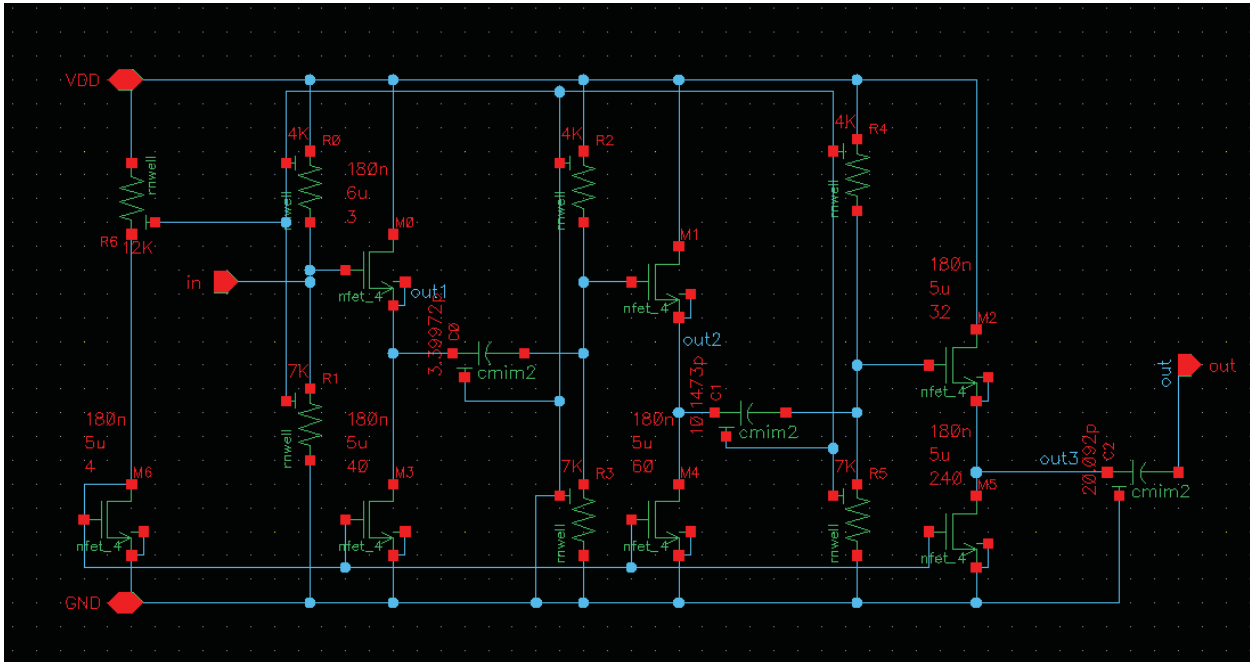 VDD
rnwell
R6
12K
in
180n
5u
4
M6
nfet_4
GND
4K
R0
rnwell
180n
6u
3
M0
nfet_4
out1
7K
R1
rnwell
180n
5u
40
M3
nfet_4
3.39972p
C0
cmim2
4K
R2
rnwell
M1
nfet_4
out2
7K
R3
rnwell
180n
5u
60
M4
nfet_4
10.1473p
C1
cmim2
4K
R4
rnwell
7K
R5
rnwell
180n
5u
32
M2
nfet_4
180n
5u
240
M5
nfet_4
out3
20.092p
C2
cmim2
out
out